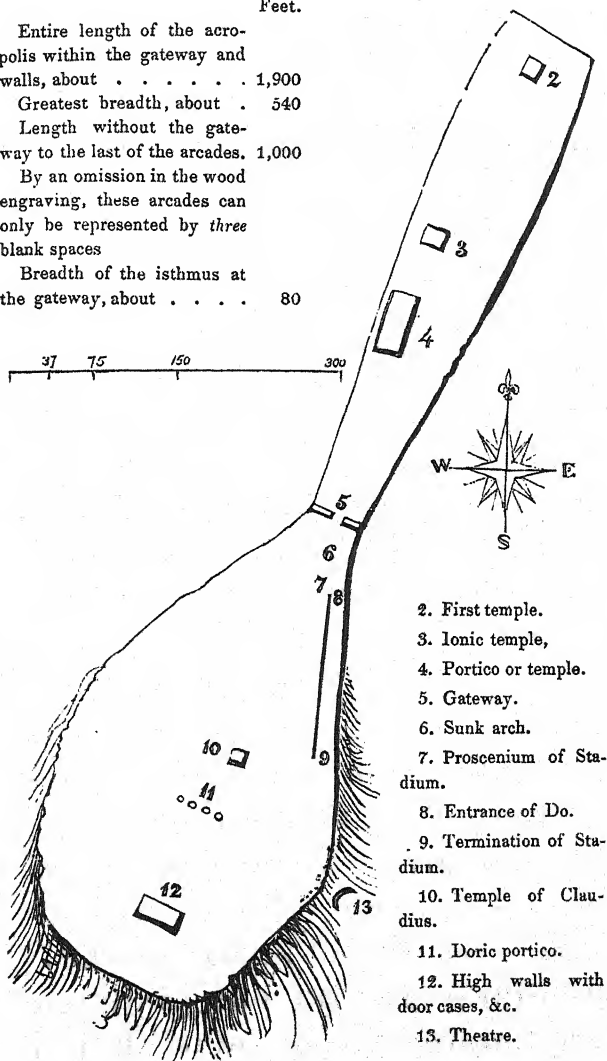 Feet.
Entire length of the acro-
polis within the gateway and
walls, about . . . . . . 1,900
Greatest breadth, about . 540
Length without the gate-
way to the last of the arcades. 1,000
By an omission in the wood
engraving, these arcades can
only be represented by three
blank spaces
Breadth of the isthmus at
the gateway, about . . . . 80
37 75 150 300
2
3
4
W E
S
5
6
7 8
9
10
11
12
13
2. First temple.
3. Ionic temple,
4. Portico or temple.
5. Gateway.
6. Sunk arch.
7. Proscenium of Sta-
dium.
8. Entrance of Do.
9. Termination of Sta-
dium.
10. Temple of Clau-
dius.
11. Doric portico.
12. High walls with
door cases, &c.
13. Theatre.